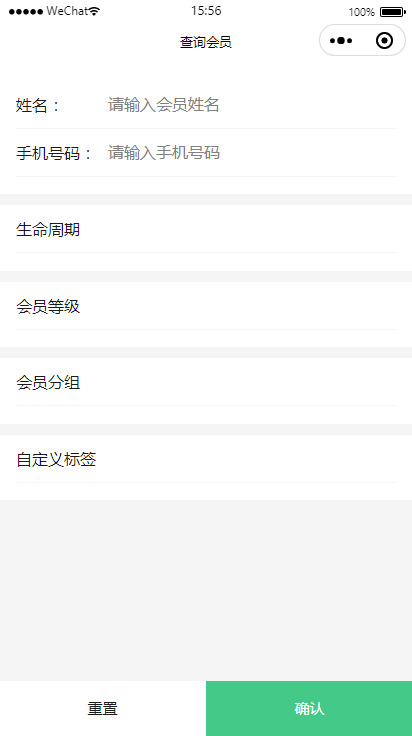 WeChat 15:56 100%
查询会员
姓名： 请输入会员姓名
手机号码： 请输入手机号码
生命周期
会员等级
会员分组
自定义标签
重置 确认